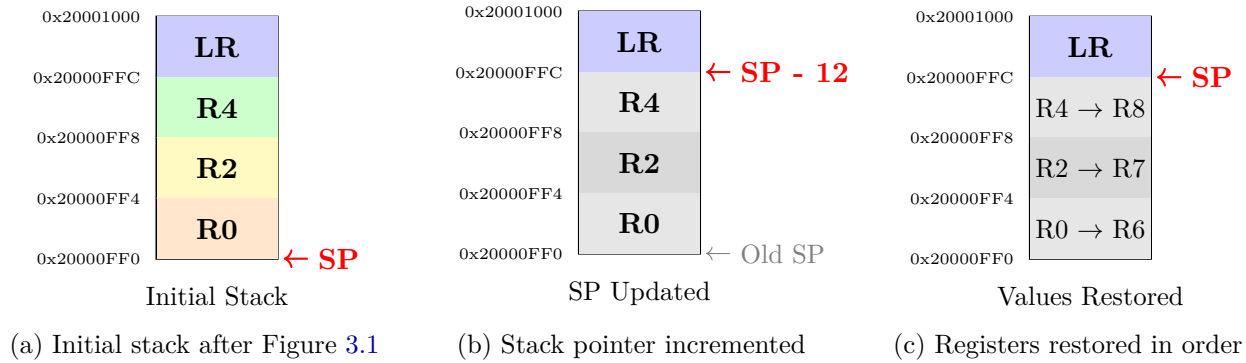 0x20001000
LR
0x20000FFC
R4
0x20000FF8
R2
0x20000FF4
R0
0x20000FF0
← SP
Initial Stack
(a) Initial stack after Figure 3.1
0x20001000
LR
0x20000FFC
← SP - 12
R4
0x20000FF8
R2
0x20000FF4
R0
0x20000FF0
← Old SP
SP Updated
(b) Stack pointer incremented
0x20001000
LR
0x20000FFC
← SP
R4 → R8
0x20000FF8
R2 → R7
0x20000FF4
R0 → R6
0x20000FF0
Values Restored
(c) Registers restored in order